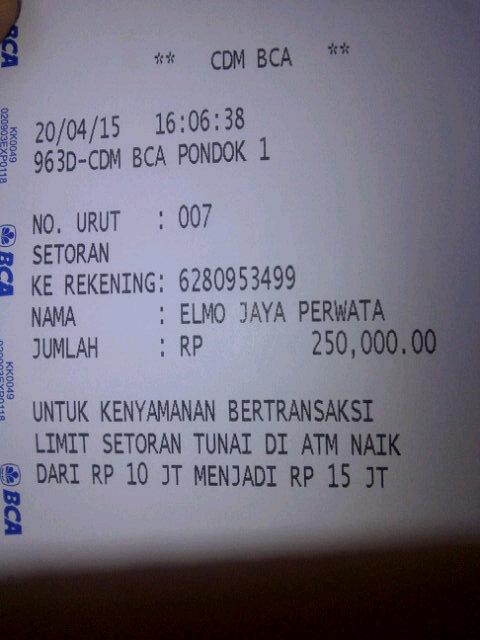 ** CDM BCA **
20/04/15 16:06:38
963D-CDM BCA PONDOK 1
NO. URUT : 007
SETORAN
KE REKENING: 6280953499
NAMA : ELMO JAYA PERWATA
JUMLAH : RP 250,000.00
UNTUK KENYAMANAN BERTRANSAKSI
LIMIT SETORAN TUNAI DI ATM NAIK
DARI RP 10 JT MENJADI RP 15 JT
BCA
KK0049
020903EXP0118
BCA
KK0049
BCA